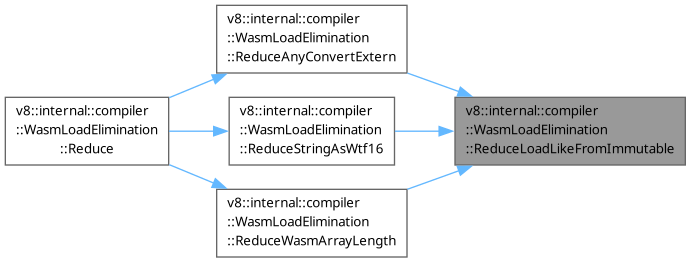 v8::internal::compiler
::WasmLoadElimination
::ReduceAnyConvertExtern
v8::internal::compiler
::WasmLoadElimination
::Reduce
v8::internal::compiler
::WasmLoadElimination
::ReduceStringAsWtf16
v8::internal::compiler
::WasmLoadElimination
::ReduceLoadLikeFromImmutable
v8::internal::compiler
::WasmLoadElimination
::ReduceWasmArrayLength